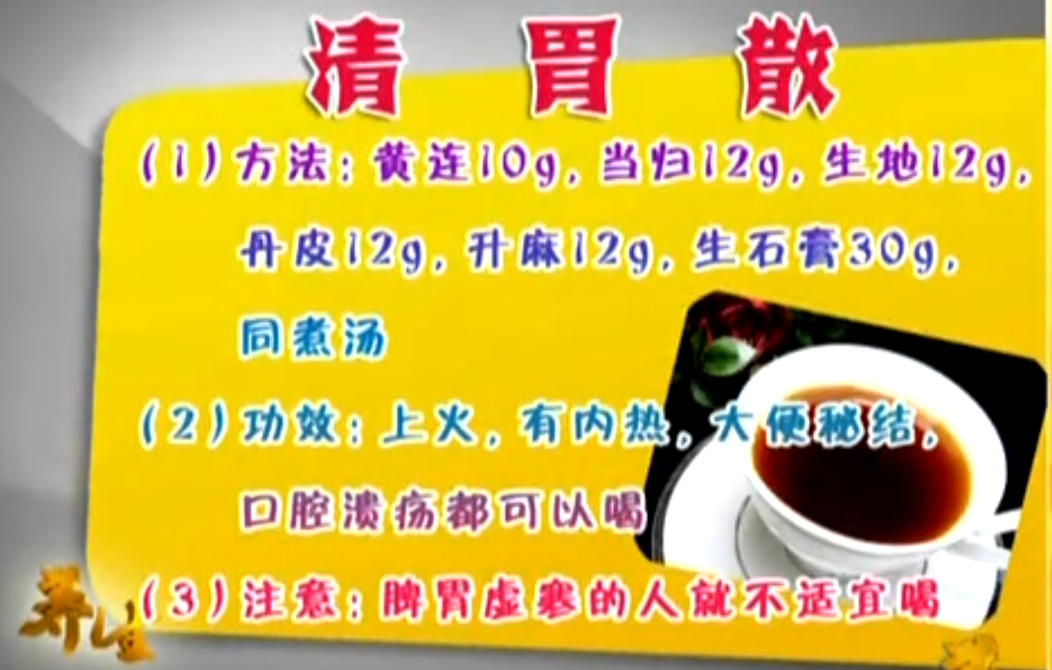 清胃散
(1)方法:黄连10g,当归12g,生地12g,
丹皮12g,升麻12g,生石膏30g,
同煮汤
(2)功效:上火,有内热,大便秘结,
口腔溃疡都可以喝
(3)注意:脾胃虚寒的人就不适宜喝
养生